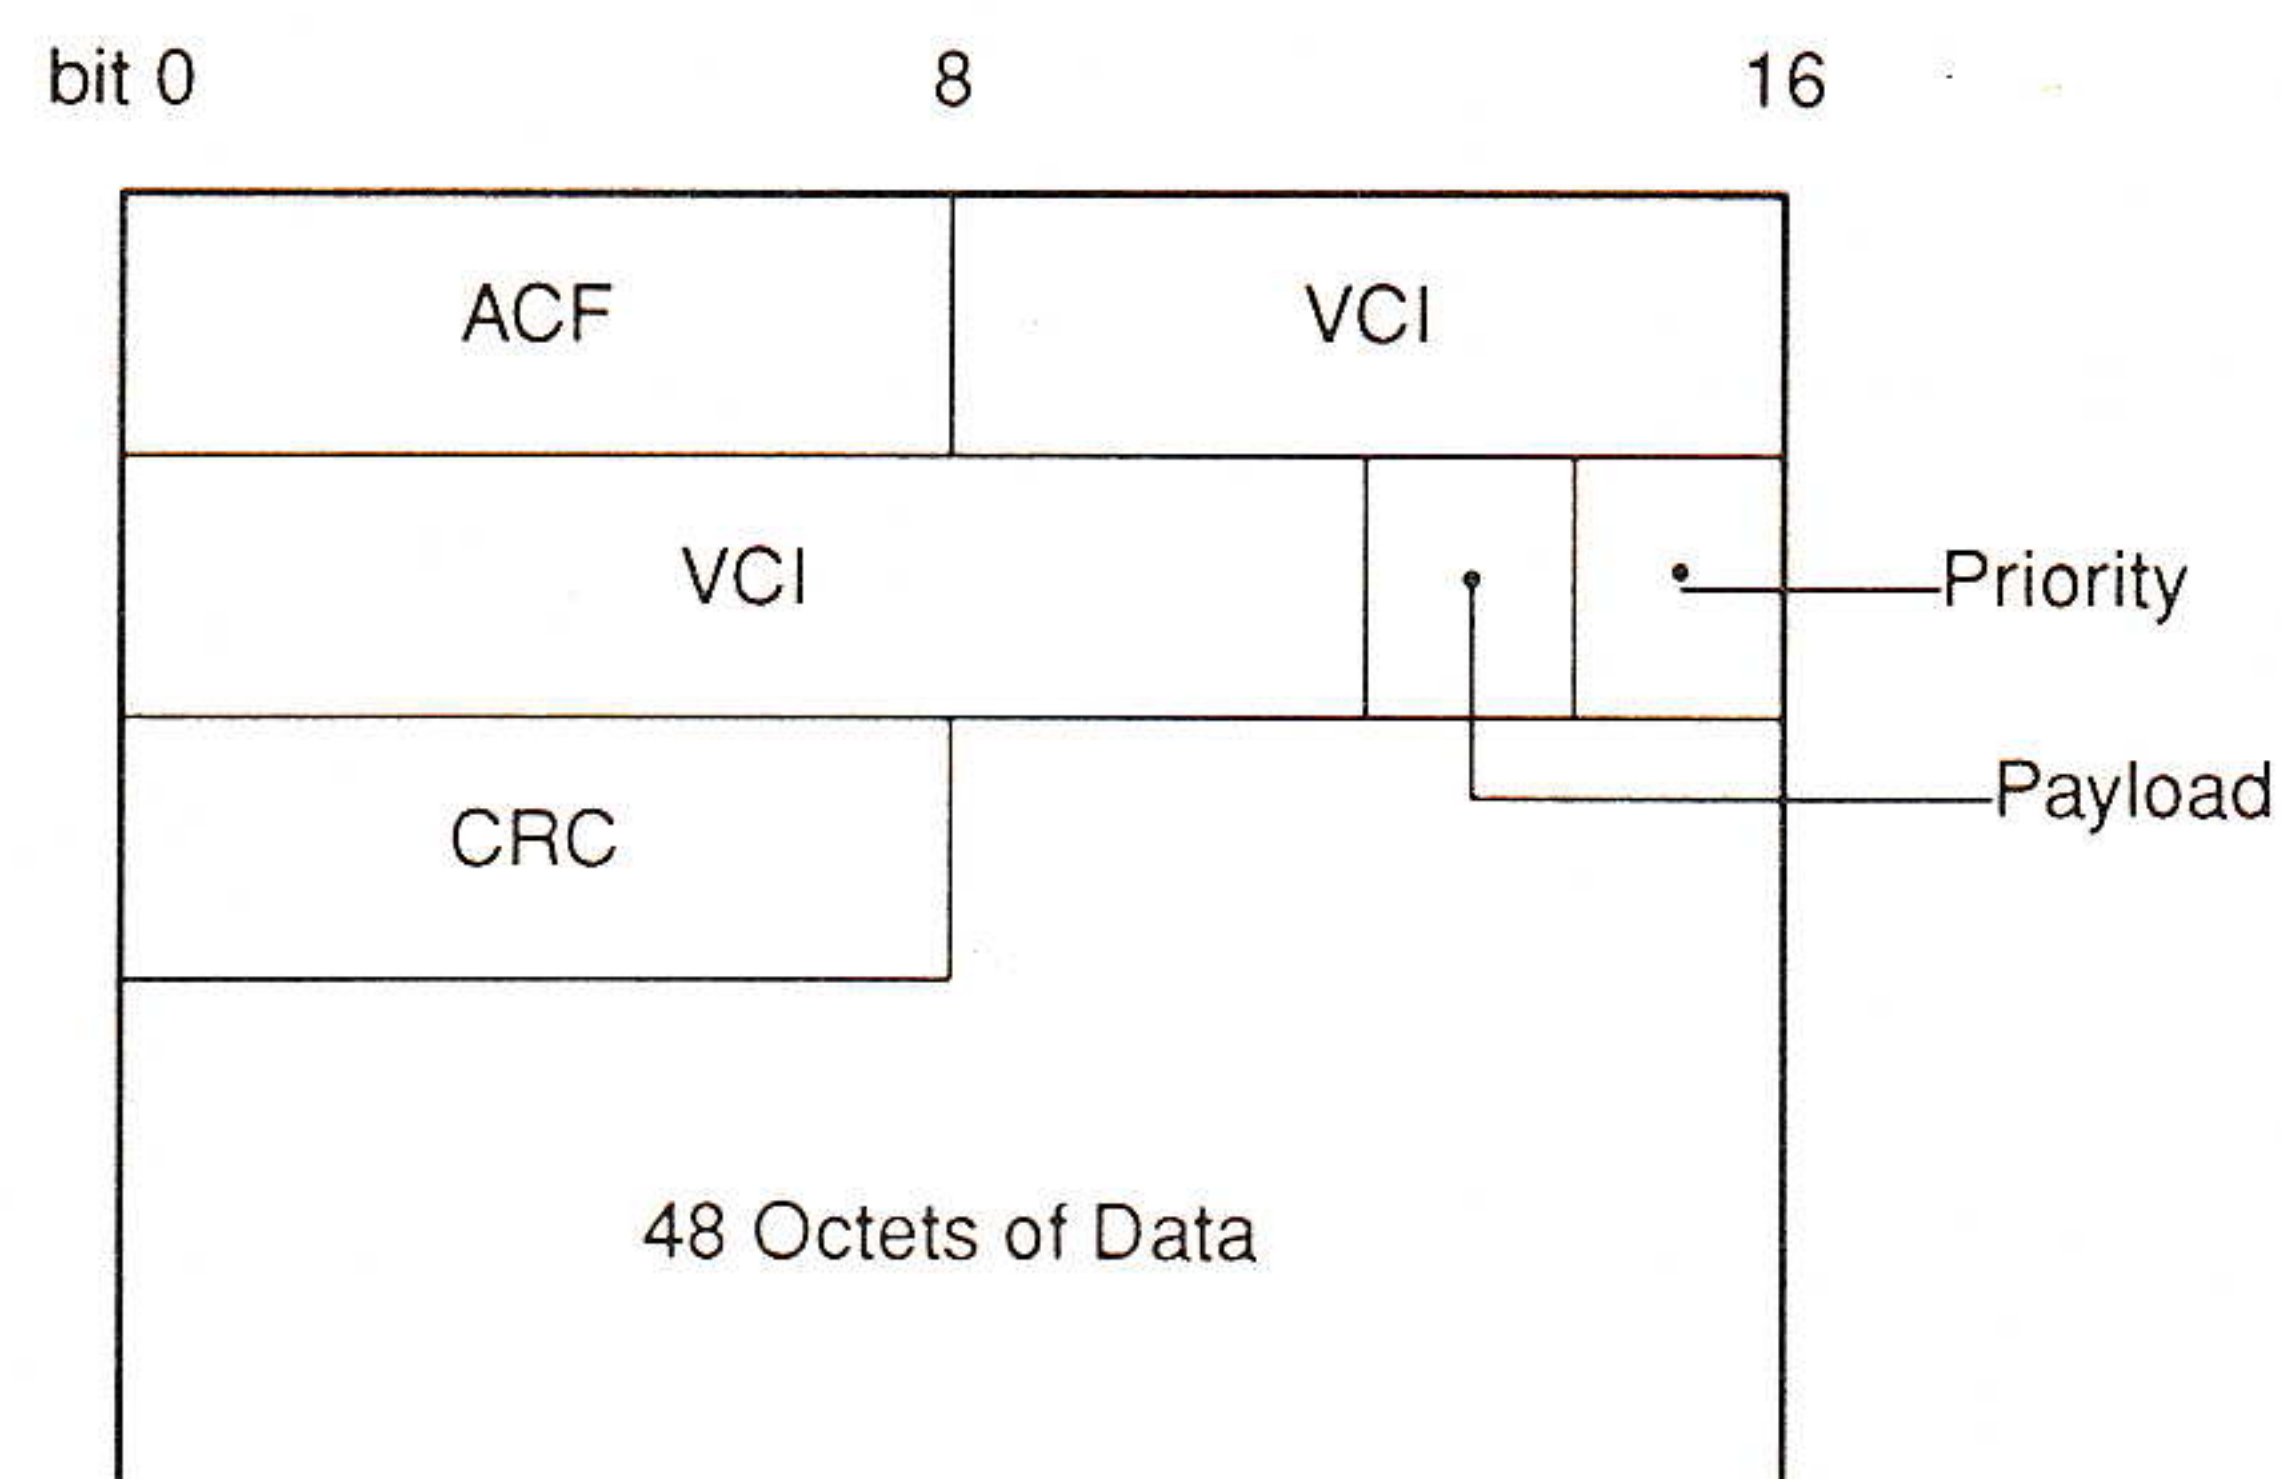 bit 0 8 16
ACF VCI
VCI Priority
Payload
CRC
48 Octets of Data